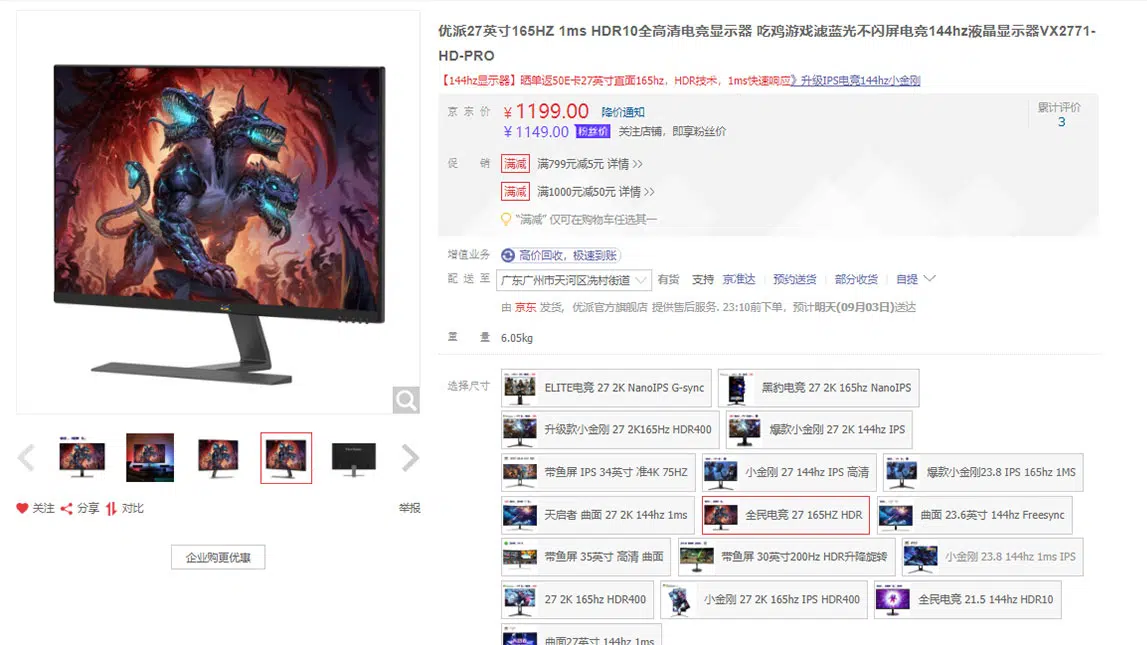 优派27英寸165HZ 1ms HDR10全高清电竞显示器 吃鸡游戏滤蓝光不闪屏电竞144hz液晶显示器VX2771-
HD-PRO
【144hz显示器】晒单返50E卡27英寸直面165hz，HDR技术，1ms快速响应》升级IPS电竞144hz小金刚
京东价 ￥1199.00 降价通知
累计评价
3
￥1149.00 粉丝价 关注店铺，即享粉丝价
促销 满减 满799元减5元 详情 >>
满减 满1000元减50元 详情 >>
“满减” 仅可在购物车任选其一
增值业务 高价回收，极速到账
配送至 广东广州市天河区冼村街道 有货 支持 京准达 预约送货 部分收货 自提
由 京东 发货，优派官方旗舰店 提供售后服务. 23:10前下单，预计明天(09月03日)送达
重量 6.05kg
选择尺寸 ELITE电竞 27 2K NanoIPS G-sync 黑豹电竞 27 2K 165hz NanoIPS
升级款小金刚 27 2K165Hz HDR400 爆款小金刚 27 2K 144hz IPS
带鱼屏 IPS 34英寸 准4K 75HZ 小金刚 27 144hz IPS 高清 爆款小金刚23.8 IPS 165hz 1MS
天启者 曲面 27 2K 144hz 1ms 全民电竞 27 165HZ HDR 曲面 23.6英寸 144hz Freesync
带鱼屏 35英寸 高清 曲面 带鱼屏 30英寸200Hz HDR升降旋转 小金刚 23.8 144hz 1ms IPS
27 2K 165hz HDR400 小金刚 27 2K 165hz IPS HDR400 全民电竞 21.5 144hz HDR10
曲面27英寸 144hz 1ms
关注 分享 对比 举报
企业购更优惠